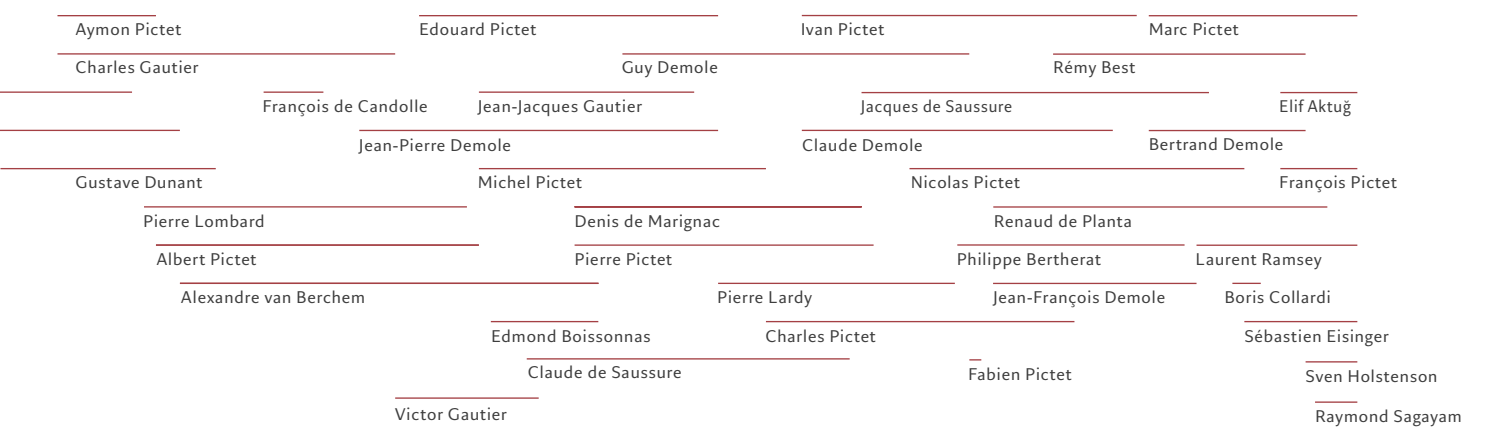 Aymon Pictet
Edouard Pictet
Ivan Pictet
Marc Pictet
Charles Gautier
Guy Demole
Rémy Best
François de Candolle
Jean-Jacques Gautier
Jacques de Saussure
Elif Aktuğ
Jean-Pierre Demole
Claude Demole
Bertrand Demole
Gustave Dunant
Michel Pictet
Nicolas Pictet
François Pictet
Pierre Lombard
Denis de Marignac
Renaud de Planta
Albert Pictet
Pierre Pictet
Philippe Bertherat
Laurent Ramsey
Alexandre van Berchem
Pierre Lardy
Jean-François Demole
Boris Collardi
Edmond Boissonnas
Charles Pictet
Sébastien Eisinger
Claude de Saussure
Fabien Pictet
Sven Holstenson
Victor Gautier
Raymond Sagayam